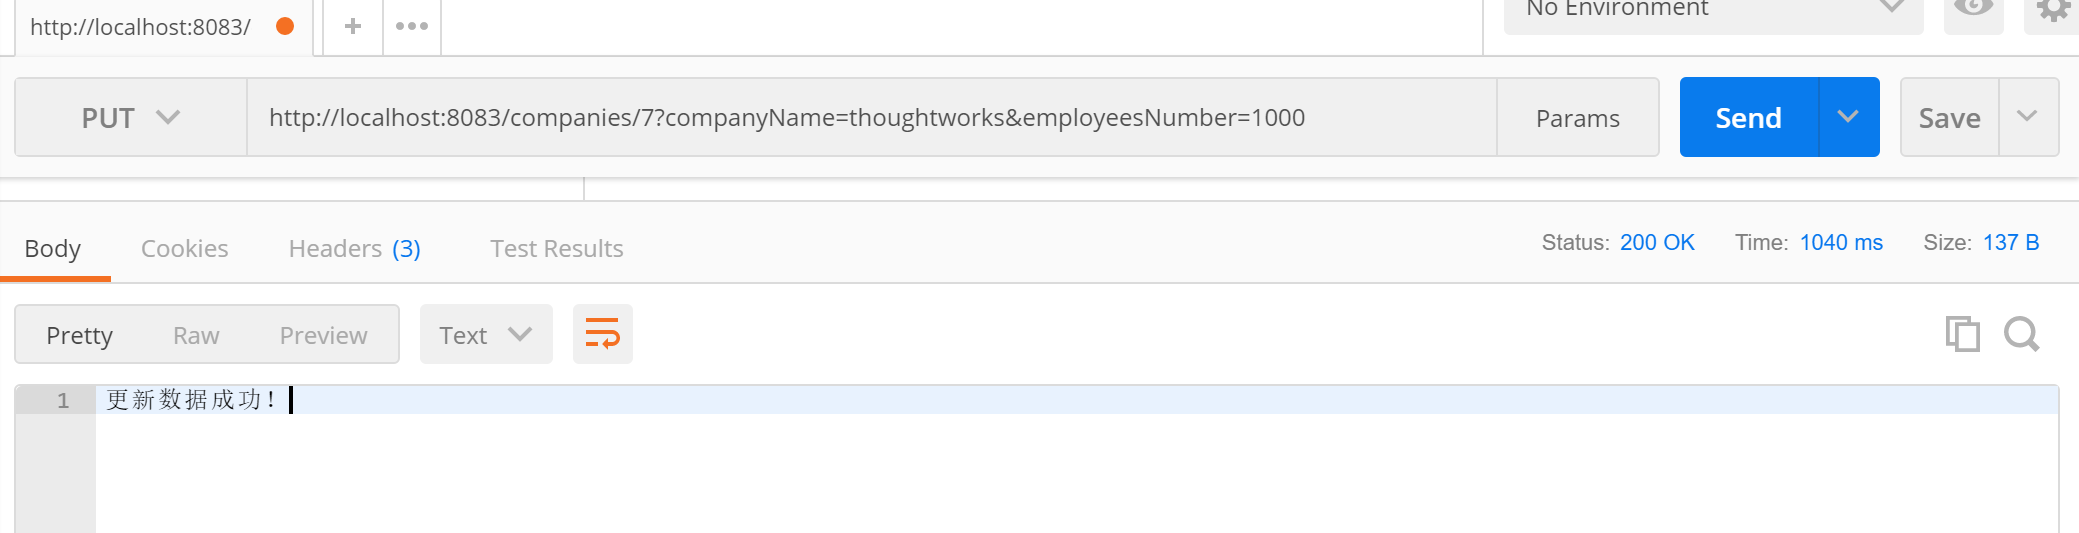 http://localhost:8083/
No Environment
PUT
http://localhost:8083/companies/7?companyName=thoughtworks&employeesNumber=1000
Params
Send
Save
Body
Cookies
Headers (3)
Test Results
Status: 200 OK
Time: 1040 ms
Size: 137 B
Pretty
Raw
Preview
Text
1
更新数据成功！